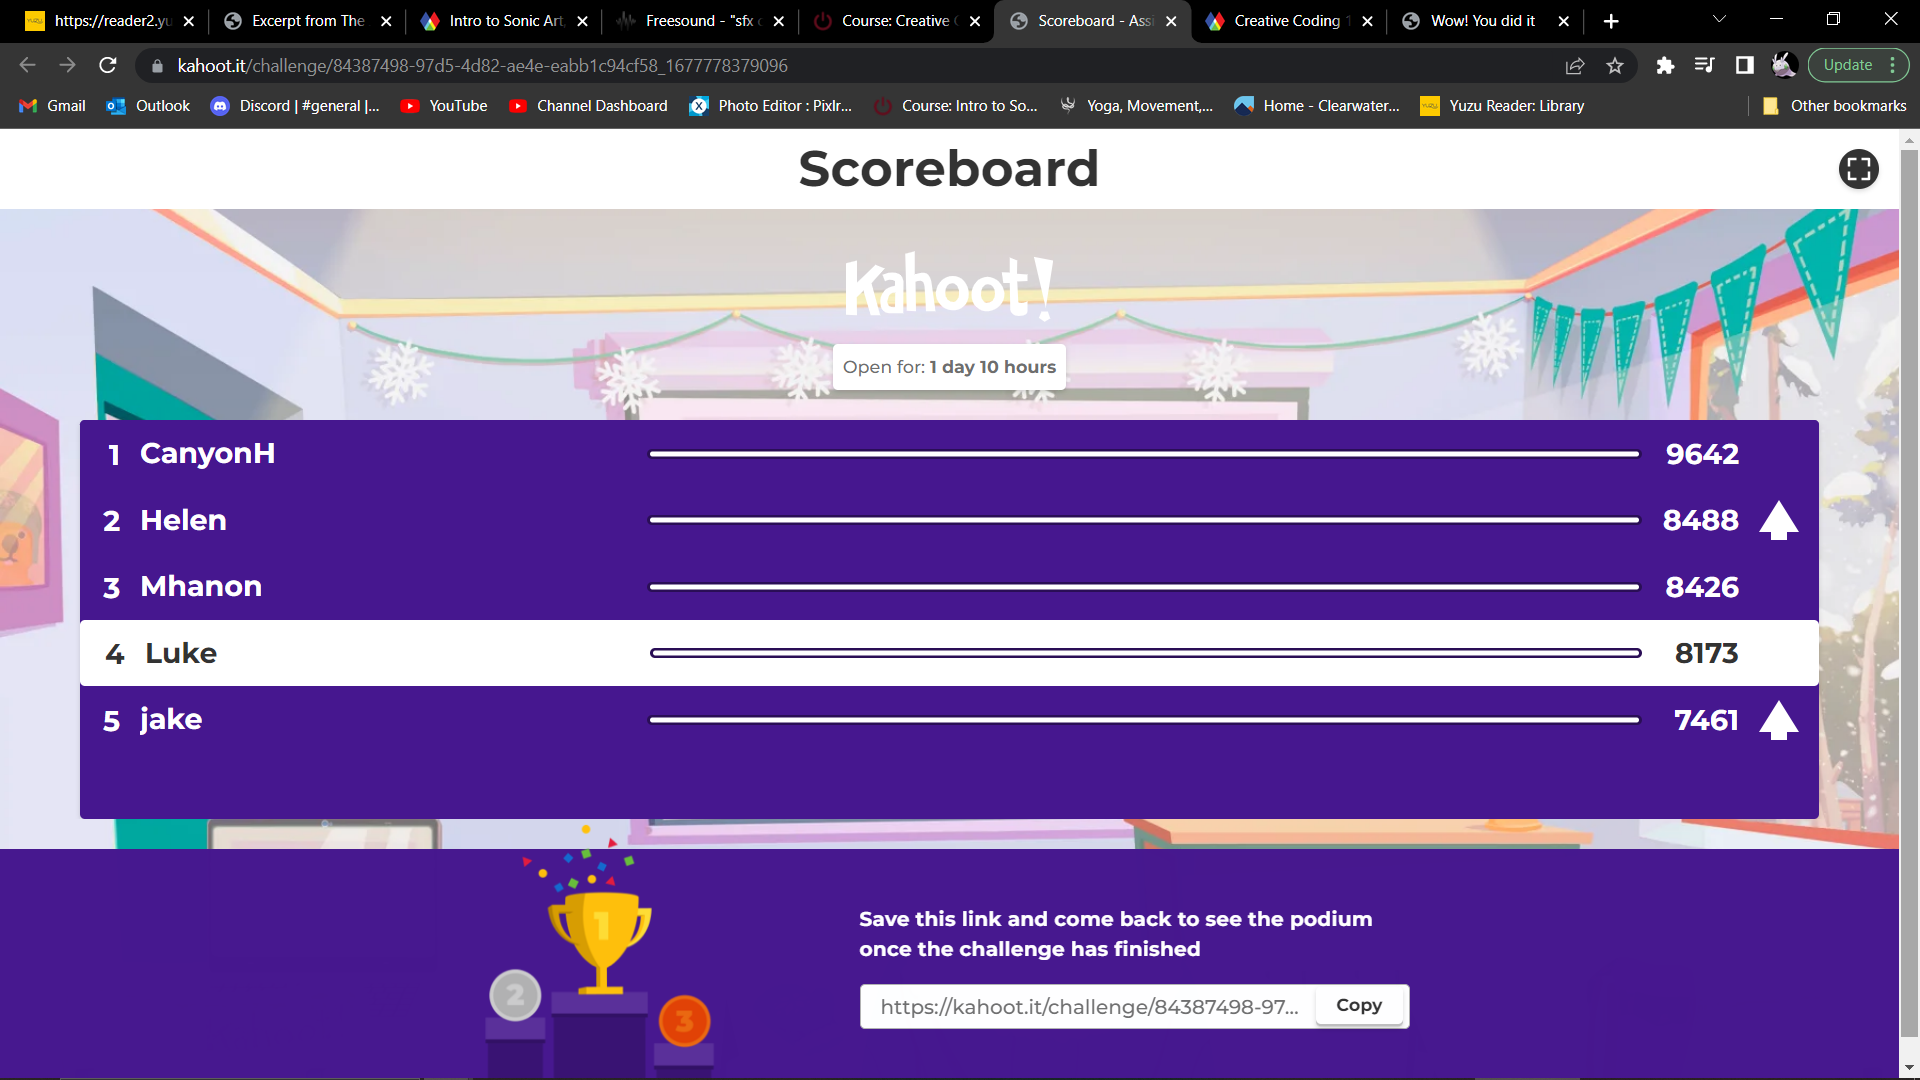 https://reader2.yu
Excerpt from The
Intro to Sonic Art
Freesound - "sfx
Course: Creative
Scoreboard - Assi
Creative Coding
Wow! You did it
kahoot.it/challenge/84387498-97d5-4d82-ae4e-eabb1c94cf58_1677778379096
Update
Gmail
Outlook
Discord | #general |...
YouTube
Channel Dashboard
Photo Editor : Pixlr...
Course: Intro to So...
Yoga, Movement,...
Home - Clearwater...
Yuzu Reader: Library
Other bookmarks
Scoreboard
Kahoot!
Open for: 1 day 10 hours
1 CanyonH 9642
2 Helen 8488
3 Mhanon 8426
4 Luke 8173
5 jake 7461
1
2
3
Save this link and come back to see the podium
once the challenge has finished
https://kahoot.it/challenge/84387498-97...
Copy